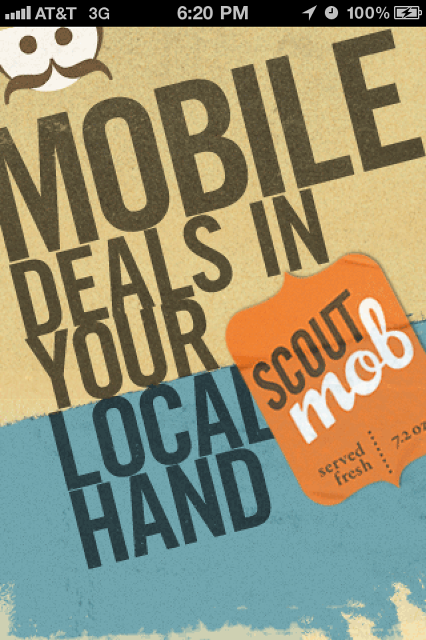 AT&T 3G 6:20 PM 100%
MOBILE
DEALS IN
YOUR
LOCAL
HAND
SCOUT
mob
served
fresh
7.2 oz